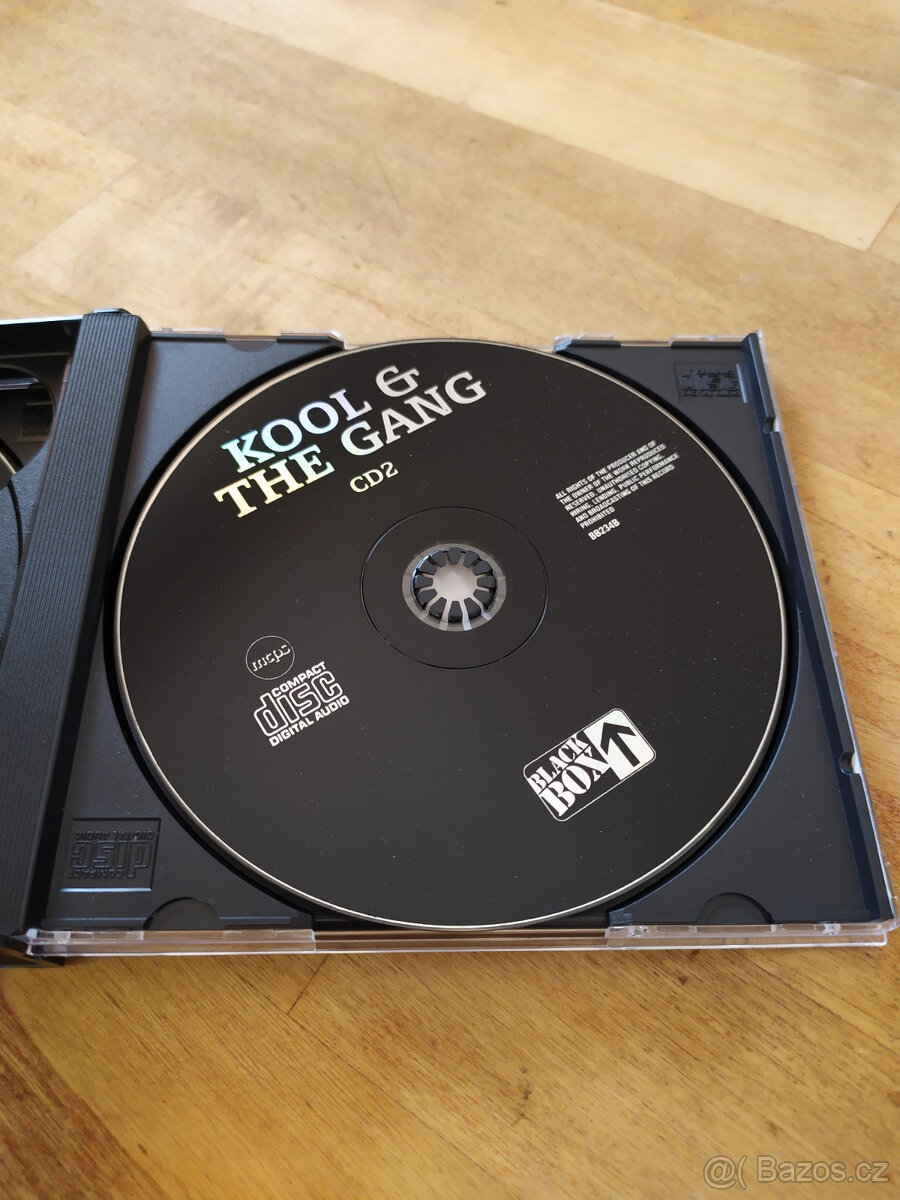 KOOL &
THE GANG
CD2
ALL RIGHTS OF THE PRODUCER AND OF
THE OWNER OF THE WORK REPRODUCED
RESERVED. UNAUTHORISED COPYING,
HIRING, LENDING, PUBLIC PERFORMANCE
AND BROADCASTING OF THIS RECORD
PROHIBITED
BB234B
mcps
COMPACT
disc
DIGITAL AUDIO
BLACK
BOX
COMPACT
disc
DIGITAL AUDIO
@( Bazos.cz